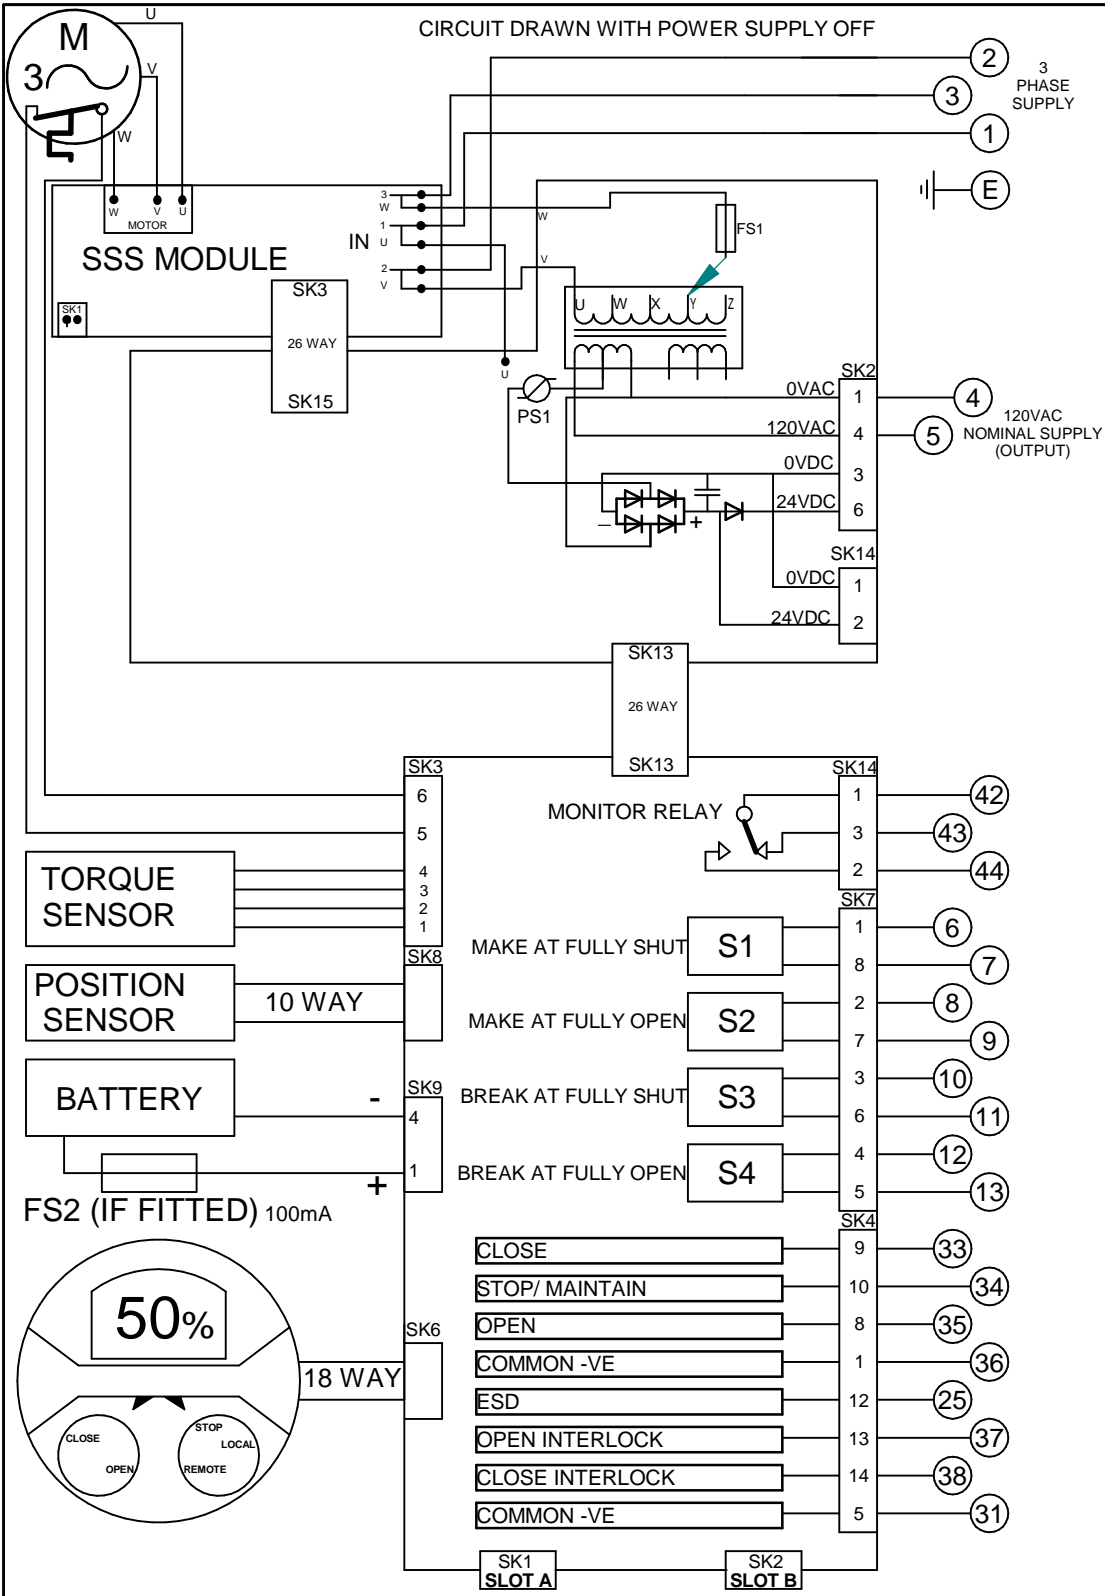 U
CIRCUIT DRAWN WITH POWER SUPPLY OFF
M
3
V
W
2
3
1
3
PHASE
SUPPLY
E
W V U
MOTOR
SSS MODULE
IN
3
W
1
U
2
V
W
V
FS1
U W X Y Z
SK1
SK3
26 WAY
SK15
U
PS1
SK2
0VAC 1 4
120VAC 4 5
120VAC
NOMINAL SUPPLY
(OUTPUT)
0VDC 3
24VDC 6
– +
SK14
0VDC 1
24VDC 2
SK13
26 WAY
SK13
SK3
6
5
4
3
2
1
TORQUE
SENSOR
SK8
POSITION
SENSOR
10 WAY
BATTERY
-
+
SK9
4
1
FS2 (IF FITTED) 100mA
50%
CLOSE
OPEN
STOP
LOCAL
REMOTE
18 WAY
SK6
SK14
MONITOR RELAY
1 42
3 43
2 44
SK7
MAKE AT FULLY SHUT S1
1 6
8 7
MAKE AT FULLY OPEN S2
2 8
7 9
BREAK AT FULLY SHUT S3
3 10
6 11
BREAK AT FULLY OPEN S4
4 12
5 13
SK4
CLOSE 9 33
STOP/ MAINTAIN 10 34
OPEN 8 35
COMMON -VE 1 36
ESD 12 25
OPEN INTERLOCK 13 37
CLOSE INTERLOCK 14 38
COMMON -VE 5 31
SK1
SLOT A
SK2
SLOT B